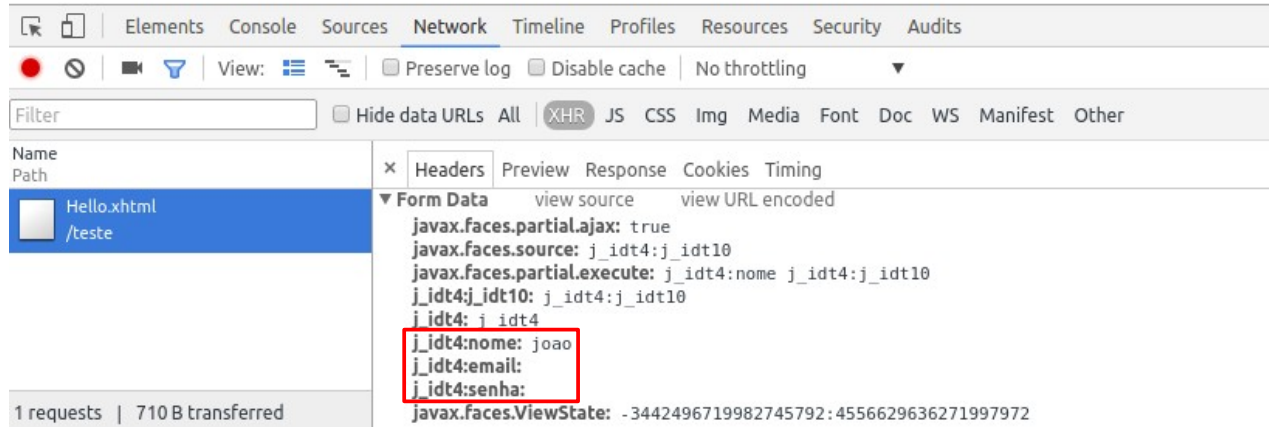 Elements Console Sources Network Timeline Profiles Resources Security Audits
View: Preserve log Disable cache No throttling ▼
Filter Hide data URLs All XHR JS CSS Img Media Font Doc WS Manifest Other
Name
Path
× Headers Preview Response Cookies Timing
Hello.xhtml
/teste
▼ Form Data view source view URL encoded
javax.faces.partial.ajax: true
javax.faces.source: j_idt4:j_idt10
javax.faces.partial.execute: j_idt4:nome j_idt4:j_idt10
j_idt4:j_idt10: j_idt4:j_idt10
j_idt4: j_idt4
j_idt4:nome: joao
j_idt4:email:
j_idt4:senha:
javax.faces.ViewState: -3442496719982745792:4556629636271997972
1 requests | 710 B transferred